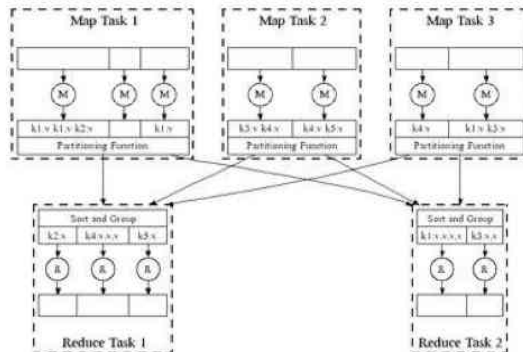 Map Task 1
Map Task 2
Map Task 3
M
M
M
M
M
M
M
k1:v k1:v k2:v
k1:v
k3:v k4:v
k4:v k5:v
k4:v
k1:v k3:v
Partitioning Function
Partitioning Function
Partitioning Function
Sort and Group
Sort and Group
k2:v
k4:v,v,v
k5:v
k1:v,v,v,v
k3:v,v
R
R
R
R
R
Reduce Task 1
Reduce Task 2